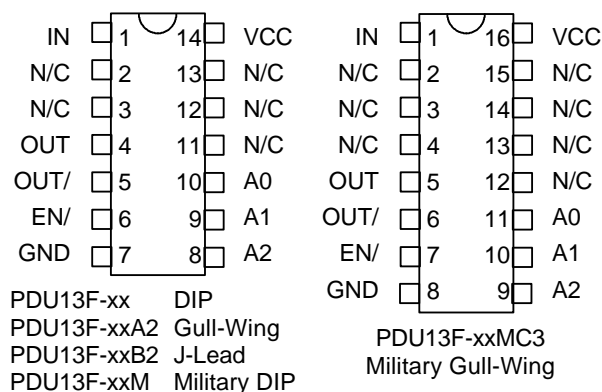 IN 1 14 VCC
N/C 2 13 N/C
N/C 3 12 N/C
OUT 4 11 N/C
OUT/ 5 10 A0
EN/ 6 9 A1
GND 7 8 A2
PDU13F-xx DIP
PDU13F-xxA2 Gull-Wing
PDU13F-xxB2 J-Lead
PDU13F-xxM Military DIP
IN 1 16 VCC
N/C 2 15 N/C
N/C 3 14 N/C
N/C 4 13 N/C
OUT 5 12 N/C
OUT/ 6 11 A0
EN/ 7 10 A1
GND 8 9 A2
PDU13F-xxMC3
Military Gull-Wing